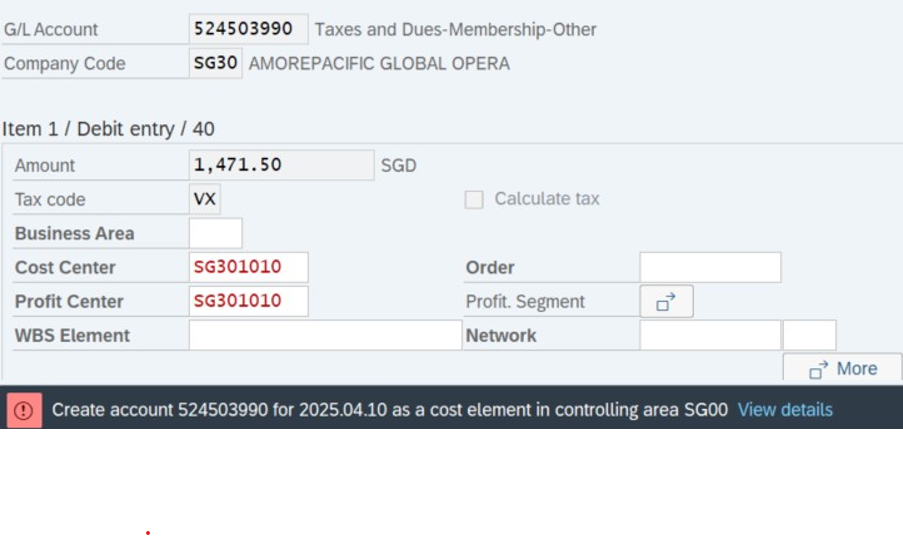 G/L Account 524503990 Taxes and Dues-Membership-Other
Company Code SG30 AMOREPACIFIC GLOBAL OPERA
Item 1 / Debit entry / 40
Amount 1,471.50 SGD
Tax code VX Calculate tax
Business Area
Cost Center SG301010 Order
Profit Center SG301010 Profit. Segment
WBS Element Network
More
Create account 524503990 for 2025.04.10 as a cost element in controlling area SG00 View details